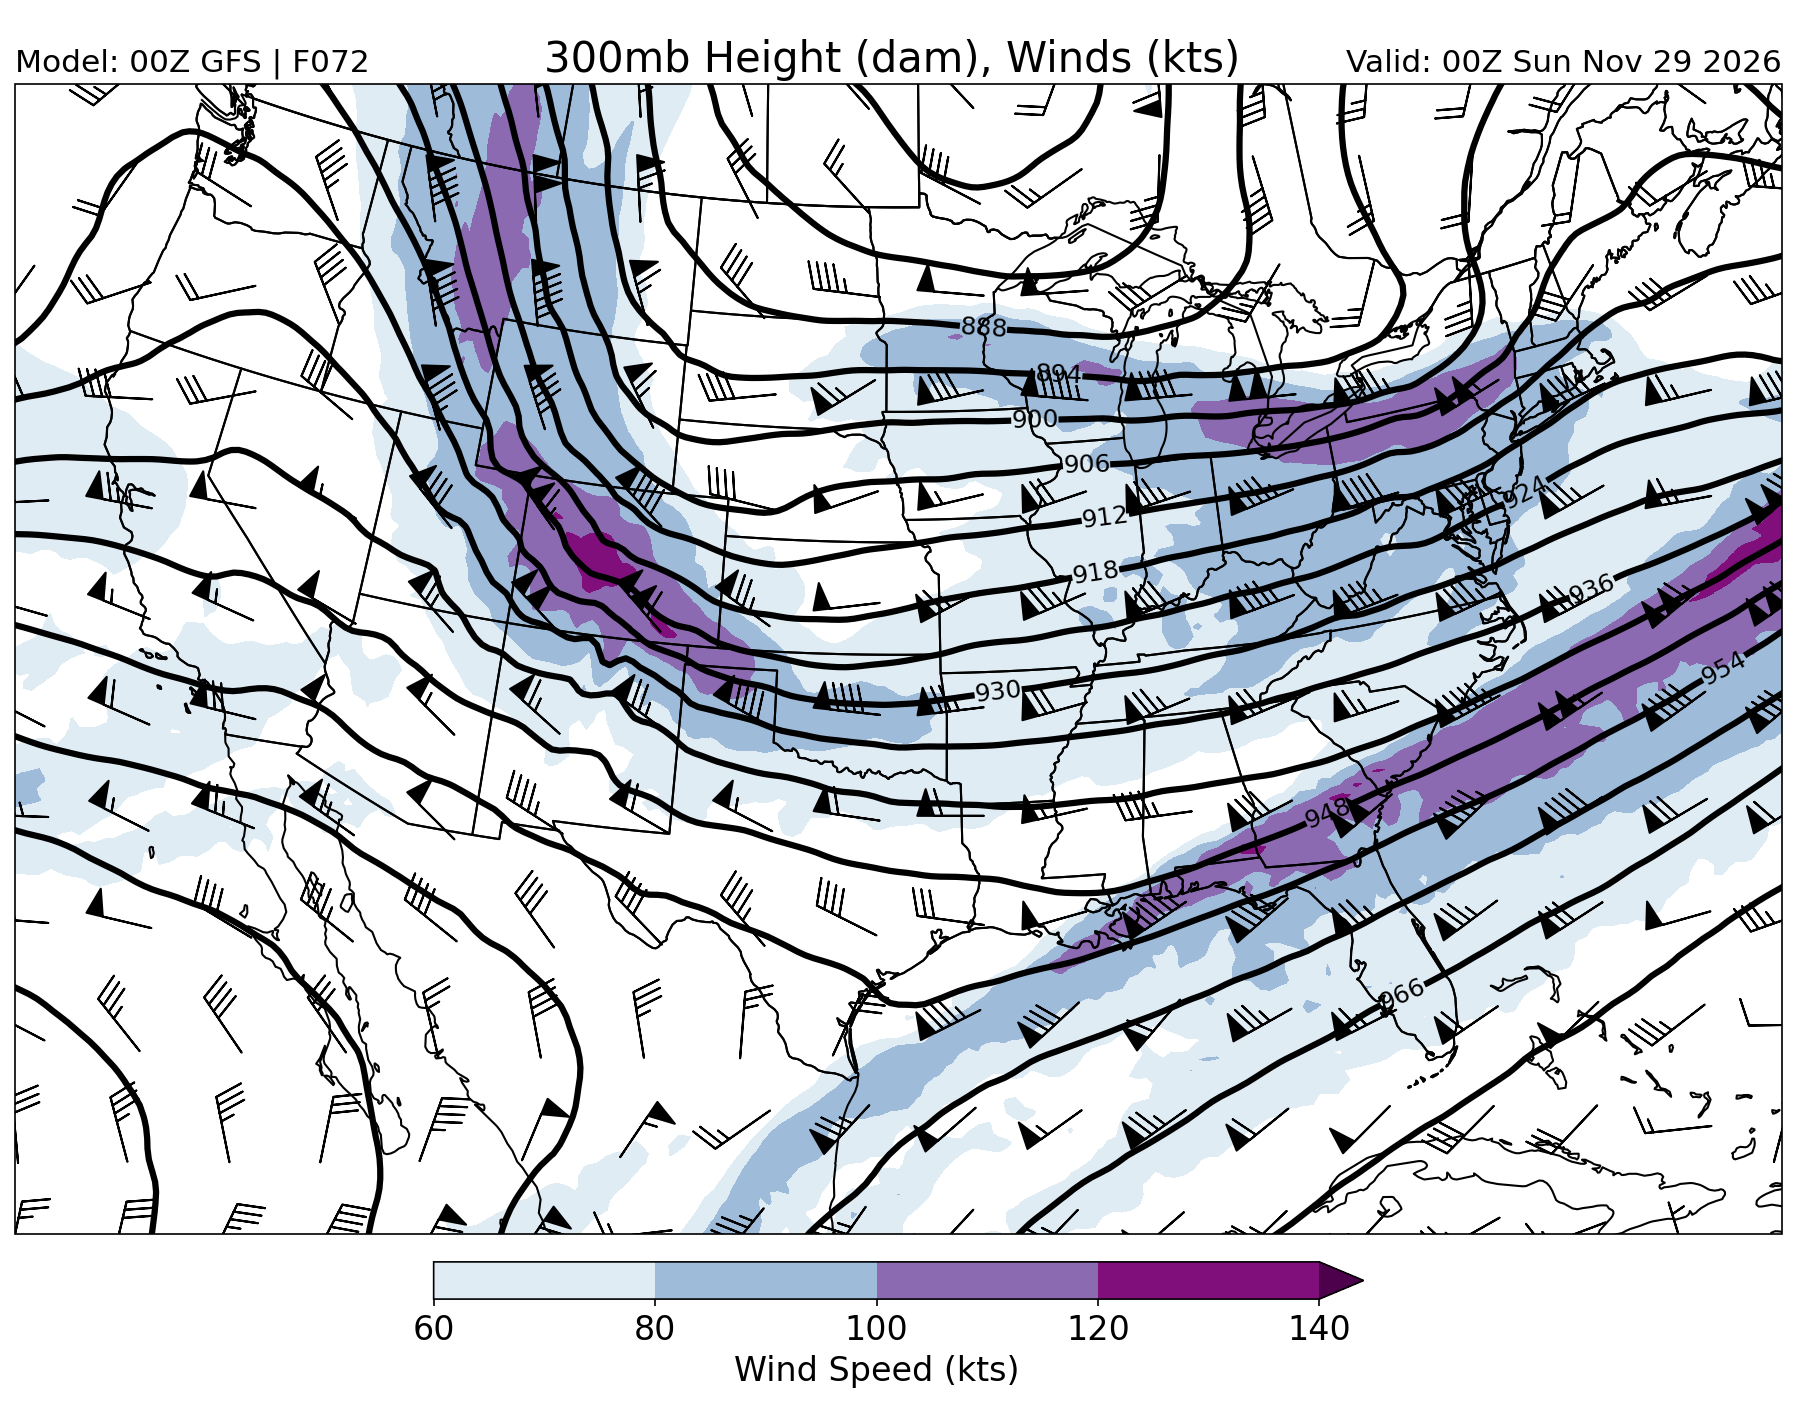 Model: 00Z GFS | F072
300mb Height (dam), Winds (kts)
Valid: 00Z Sun Nov 29 2026
888
894
900
906
912
918
924
930
936
948
954
966
60 80 100 120 140
Wind Speed (kts)